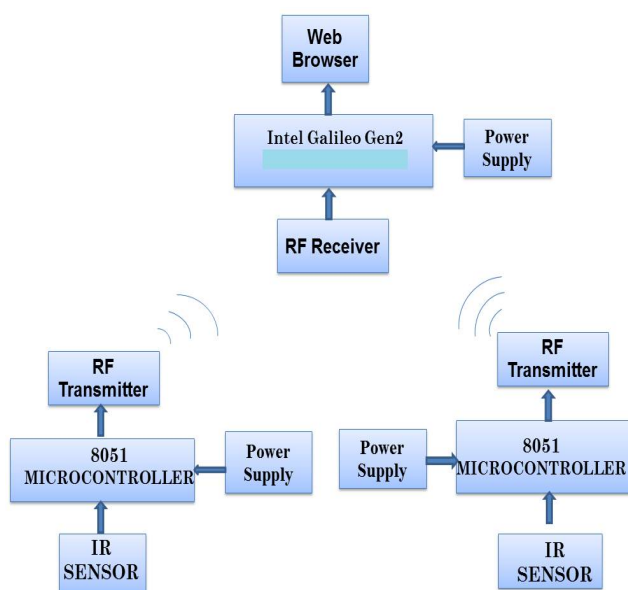 Web
Browser
Intel Galileo Gen2
Power
Supply
RF Receiver
RF
Transmitter
RF
Transmitter
8051
MICROCONTROLLER
Power
Supply
Power
Supply
8051
MICROCONTROLLER
IR
SENSOR
IR
SENSOR